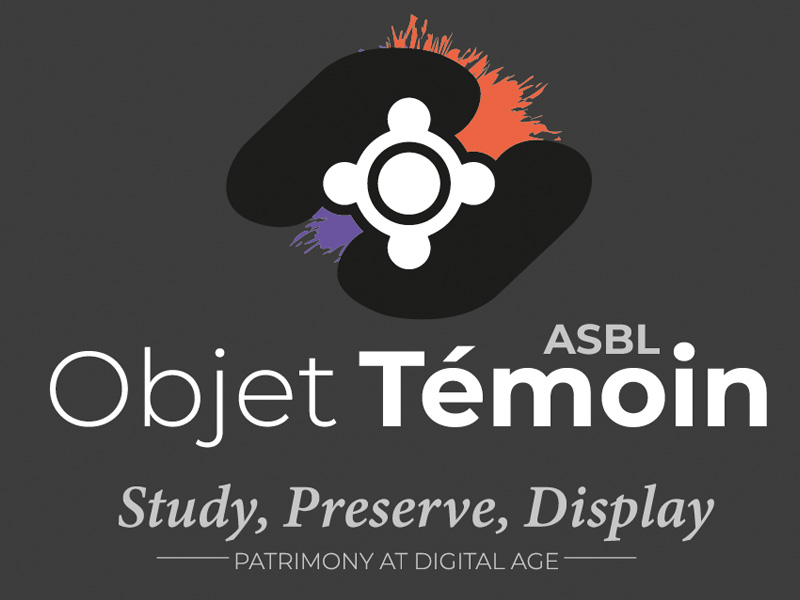 ASBL
Objet Témoin
Study, Preserve, Display
PATRIMONY AT DIGITAL AGE